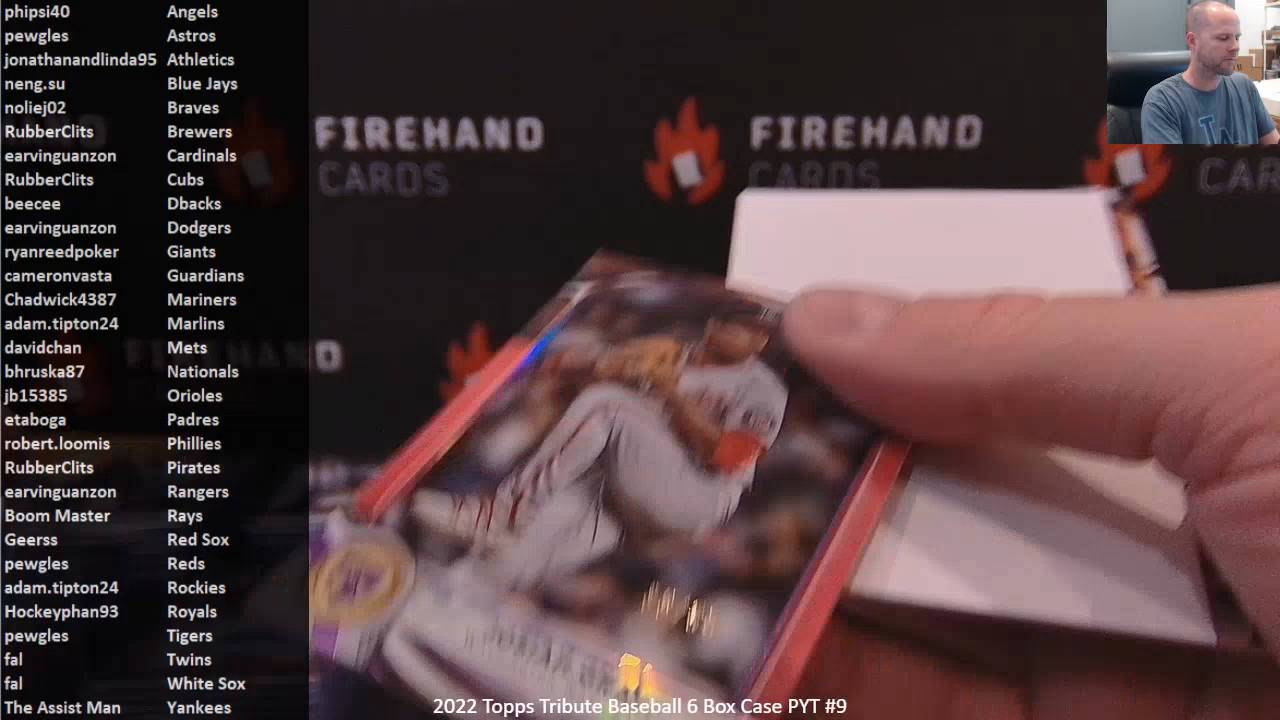 phipsi40 Angels
pewgles Astros
jonathanandlinda95 Athletics
neng.su Blue Jays
noliej02 Braves
RubberClits Brewers
earvinguanzon Cardinals
RubberClits Cubs
beecee Dbacks
earvinguanzon Dodgers
ryanreedpoker Giants
cameronvasta Guardians
Chadwick4387 Mariners
adam.tipton24 Marlins
davidchan Mets
bhruska87 Nationals
jb15385 Orioles
etaboga Padres
robert.loomis Phillies
RubberClits Pirates
earvinguanzon Rangers
Boom Master Rays
Geerss Red Sox
pewgles Reds
adam.tipton24 Rockies
Hockeyphan93 Royals
pewgles Tigers
fal Twins
fal White Sox
The Assist Man Yankees
FIREHAND
CARDS
FIREHAND
CARDS
CAR
FIREHAND
2022 Topps Tribute Baseball 6 Box Case PYT #9